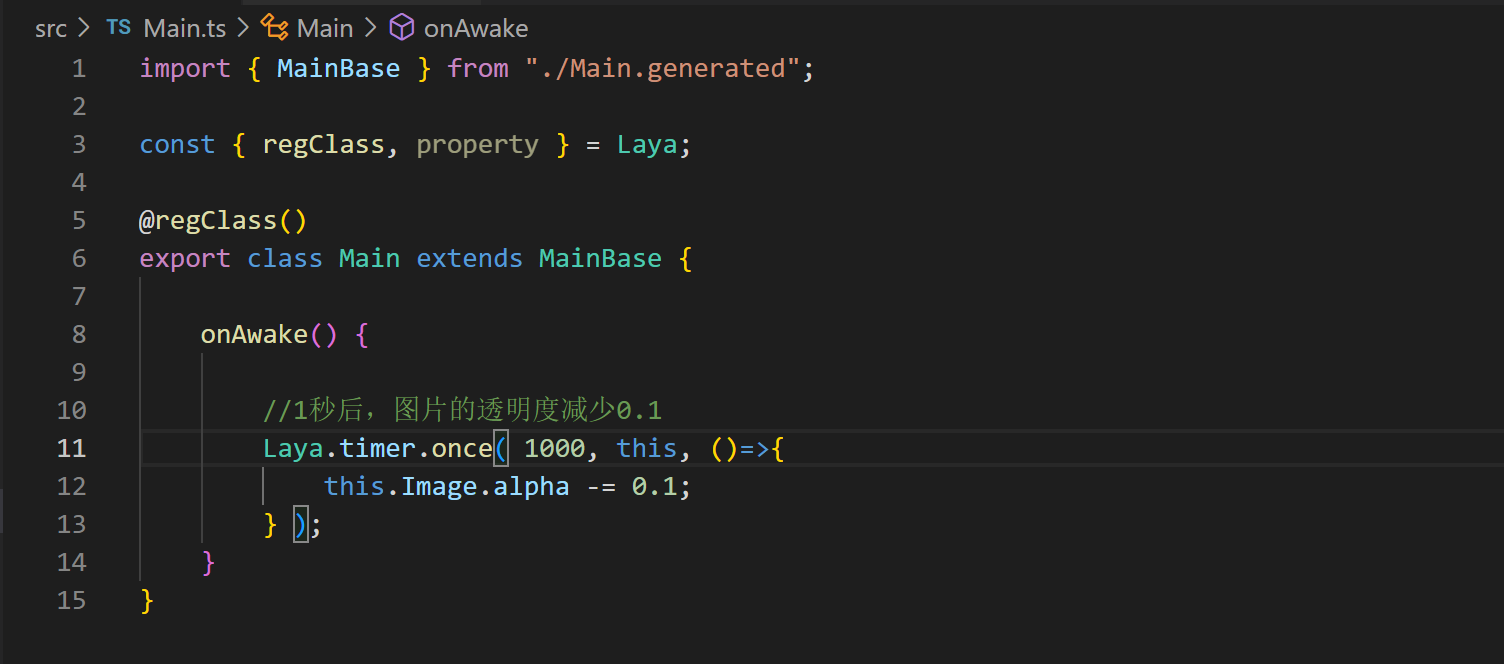 src > TS Main.ts > Main > onAwake
1 import { MainBase } from "./Main.generated";
2
3 const { regClass, property } = Laya;
4
5 @regClass()
6 export class Main extends MainBase {
7
8 onAwake() {
9
10 //1秒后，图片的透明度减少0.1
11 Laya.timer.once( 1000, this, ()=>{
12 this.Image.alpha -= 0.1;
13 } );
14 }
15 }